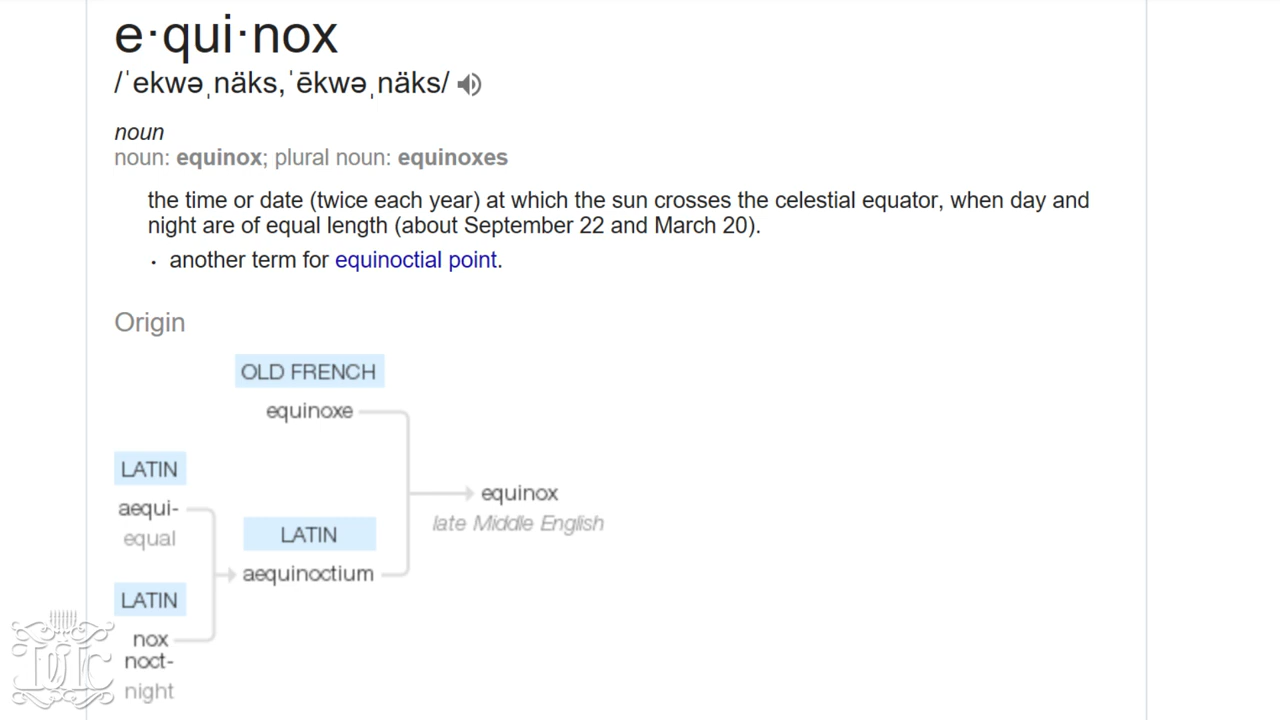 e·qui·nox
/ˈekwəˌnäks,ˈēkwəˌnäks/
noun
noun: equinox; plural noun: equinoxes
the time or date (twice each year) at which the sun crosses the celestial equator, when day and
night are of equal length (about September 22 and March 20).
· another term for equinoctial point.
Origin
OLD FRENCH
equinoxe
LATIN
aequi-
equal
equinox
late Middle English
LATIN
aequinoctium
LATIN
nox
noct-
night